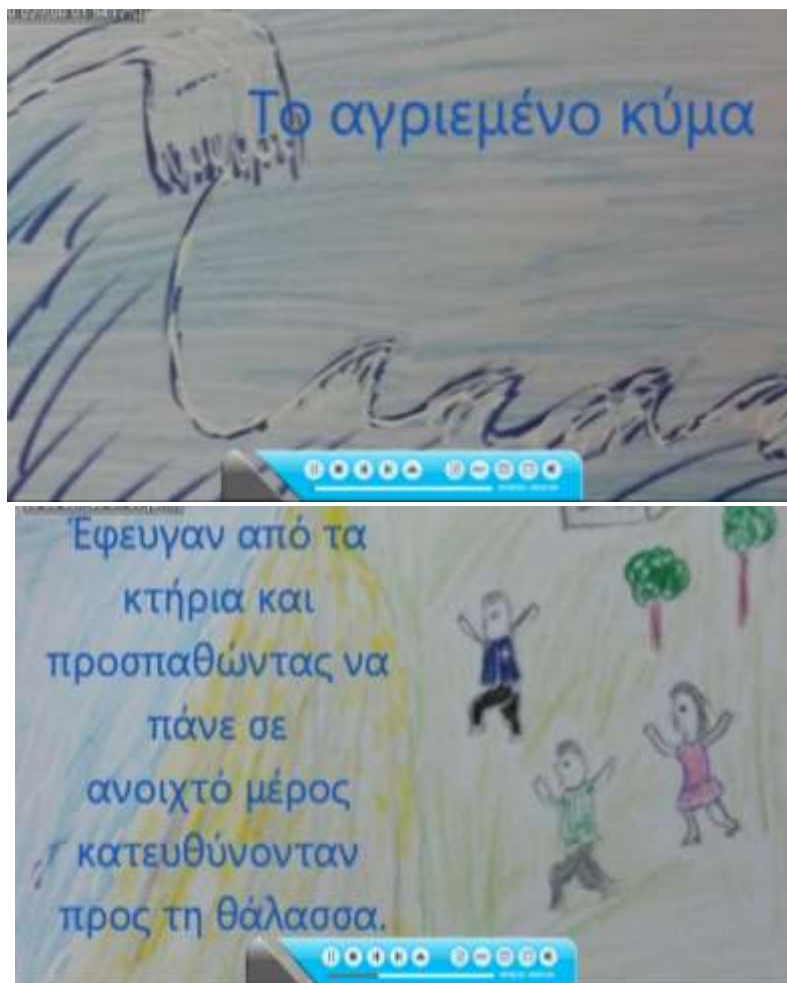 Το αγριεμένο κύμα
Έφευγαν από τα
κτήρια και
προσπαθώντας να
πάνε σε
ανοιχτό μέρος
κατευθύνονταν
προς τη θάλασσα.